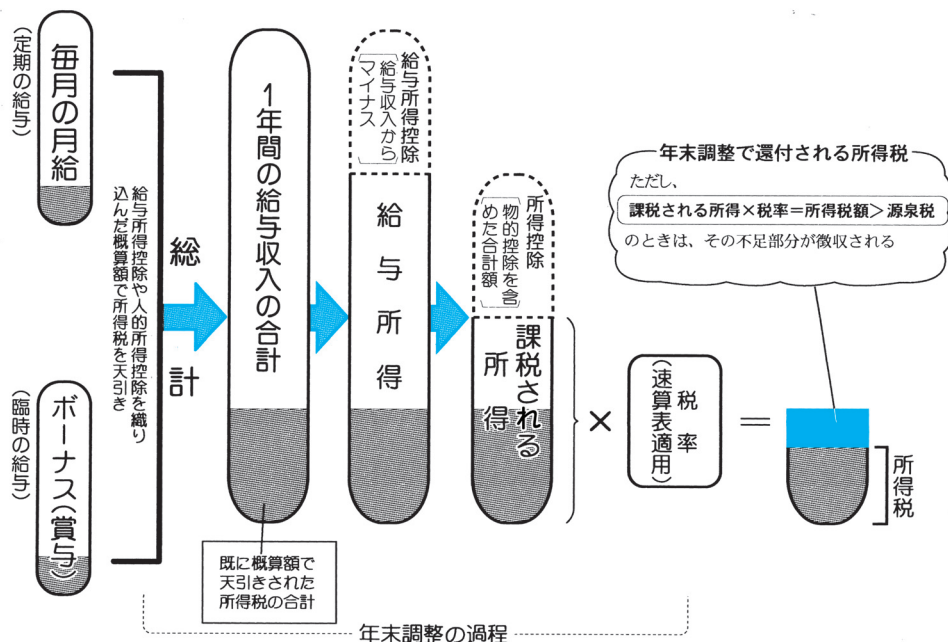 毎月の月給
(定期の給与)
ボーナス(賞与)
(臨時の給与)
給与所得控除や人的所得控除を織り
込んだ概算額で所得税を天引き
総計
1年間の給与収入の合計
既に概算額で
天引きされた
所得税の合計
給与所得控除
給与収入から
マイナス
給与所得
所得控除
物的控除を含
めた合計額
課税される
所得
×
税率
(速算表適用)
＝
年末調整で還付される所得税
ただし、
課税される所得×税率＝所得税額＞源泉税
のときは、その不足部分が徴収される
所得税
年末調整の過程